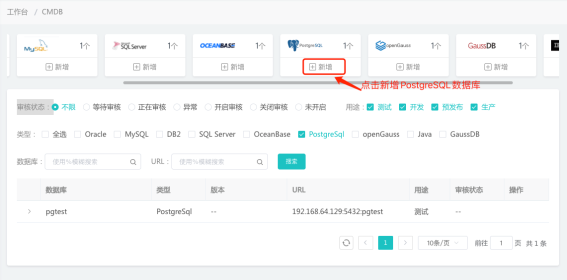 工作台 / CMDB
MySQL 1个 SQL Server 1个 OCEANBASE 1个 PostgreSQL 1个 openGauss 1个 GaussDB 1个
新增 新增 新增 新增 新增 新增
点击新增PostgreSQL数据库
审核状态: 不限 等待审核 正在审核 异常 开启审核 关闭审核 未开启 用途: 测试 开发 预发布 生产
类型: 全选 Oracle MySQL DB2 SQL Server OceanBase PostgreSql openGauss Java GaussDB
数据库: 使用%模糊搜索 URL: 使用%模糊搜索 搜索
数据库 类型 版本 URL 用途 审核状态 操作
pgtest PostgreSql -- 192.168.64.129:5432:pgtest 测试 --
1 10条/页 前往 1 页 共 1 条